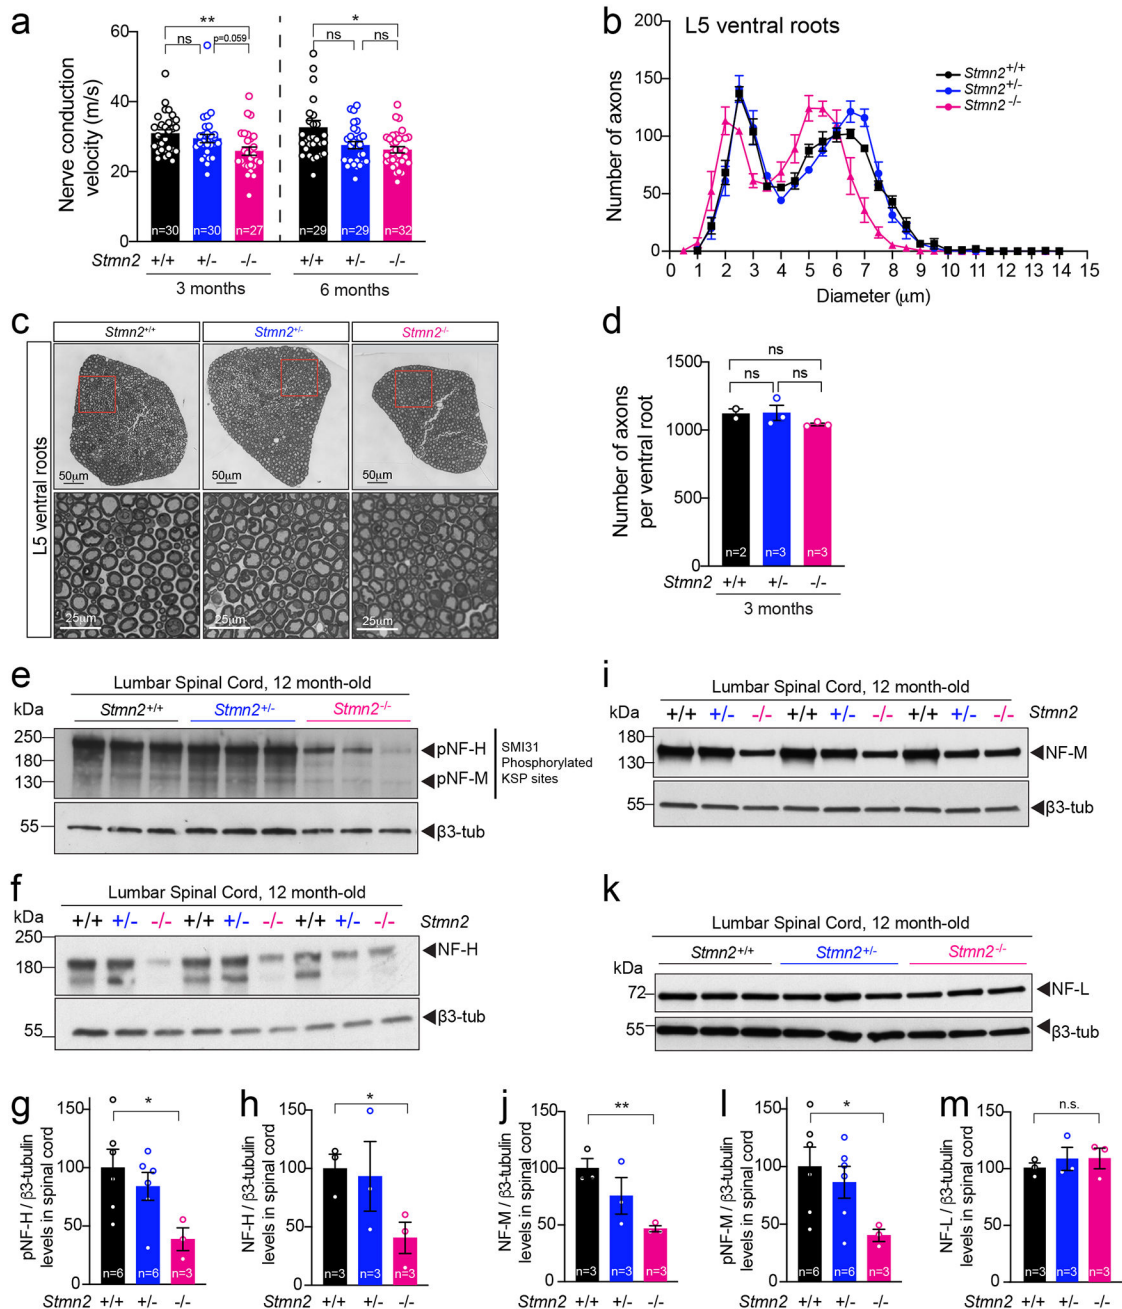 a
Nerve conduction
velocity (m/s)
60
40
20
0
**
ns
p=0.059
*
ns
ns
n=30
n=30
n=27
n=29
n=29
n=32
Stmn2
+/+
+/-
-/-
+/+
+/-
-/-
3 months
6 months
b
L5 ventral roots
Number of axons
200
150
100
50
0
Stmn2+/+
Stmn2+/-
Stmn2 -/-
0 1 2 3 4 5 6 7 8 9 10 11 12 13 14 15
Diameter (μm)
c
Stmn2+/+
Stmn2+/-
Stmn2-/-
L5 ventral roots
50μm
50μm
50μm
25μm
25μm
25μm
d
Number of axons
per ventral root
1500
1000
500
0
ns
ns
ns
n=2
n=3
n=3
Stmn2
+/+
+/-
-/-
3 months
e
Lumbar Spinal Cord, 12 month-old
kDa
Stmn2+/+
Stmn2+/-
Stmn2-/-
250
180
130
pNF-H
pNF-M
SMI31
Phosphorylated
KSP sites
55
β3-tub
f
Lumbar Spinal Cord, 12 month-old
kDa
+/+ +/- -/- +/+ +/- -/- +/+ +/- -/- Stmn2
250
180
NF-H
55
β3-tub
i
Lumbar Spinal Cord, 12 month-old
kDa
+/+ +/- -/- +/+ +/- -/- +/+ +/- -/- Stmn2
180
130
NF-M
55
β3-tub
k
Lumbar Spinal Cord, 12 month-old
Stmn2+/+
Stmn2+/-
Stmn2-/-
kDa
72
NF-L
55
β3-tub
g
pNF-H / β3-tubulin
levels in spinal cord
150
100
50
0
*
n=6
n=6
n=3
Stmn2
+/+
+/-
-/-
h
NF-H / β3-tubulin
levels in spinal cord
150
100
50
0
*
n=3
n=3
n=3
+/+
+/-
-/-
j
NF-M / β3-tubulin
levels in spinal cord
150
100
50
0
**
n=3
n=3
n=3
Stmn2
+/+
+/-
-/-
l
pNF-M / β3-tubulin
levels in spinal cord
150
100
50
0
*
n=6
n=6
n=3
+/+
+/-
-/-
m
NF-L / β3-tubulin
levels in spinal cord
150
100
50
0
n.s.
n=3
n=3
n=3
+/+
+/-
-/-